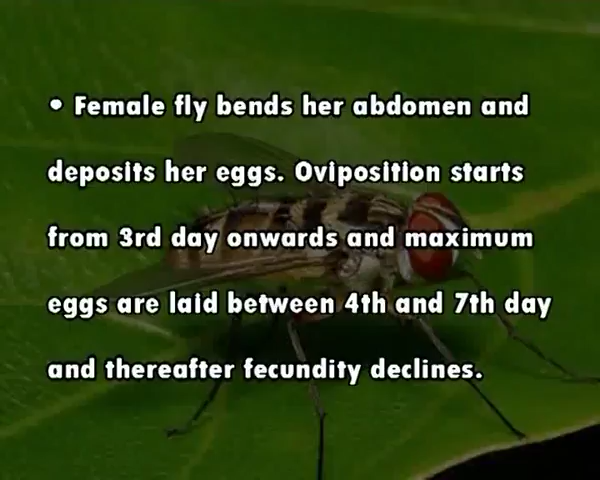 • Female fly bends her abdomen and
deposits her eggs. Oviposition starts
from 3rd day onwards and maximum
eggs are laid between 4th and 7th day
and thereafter fecundity declines.